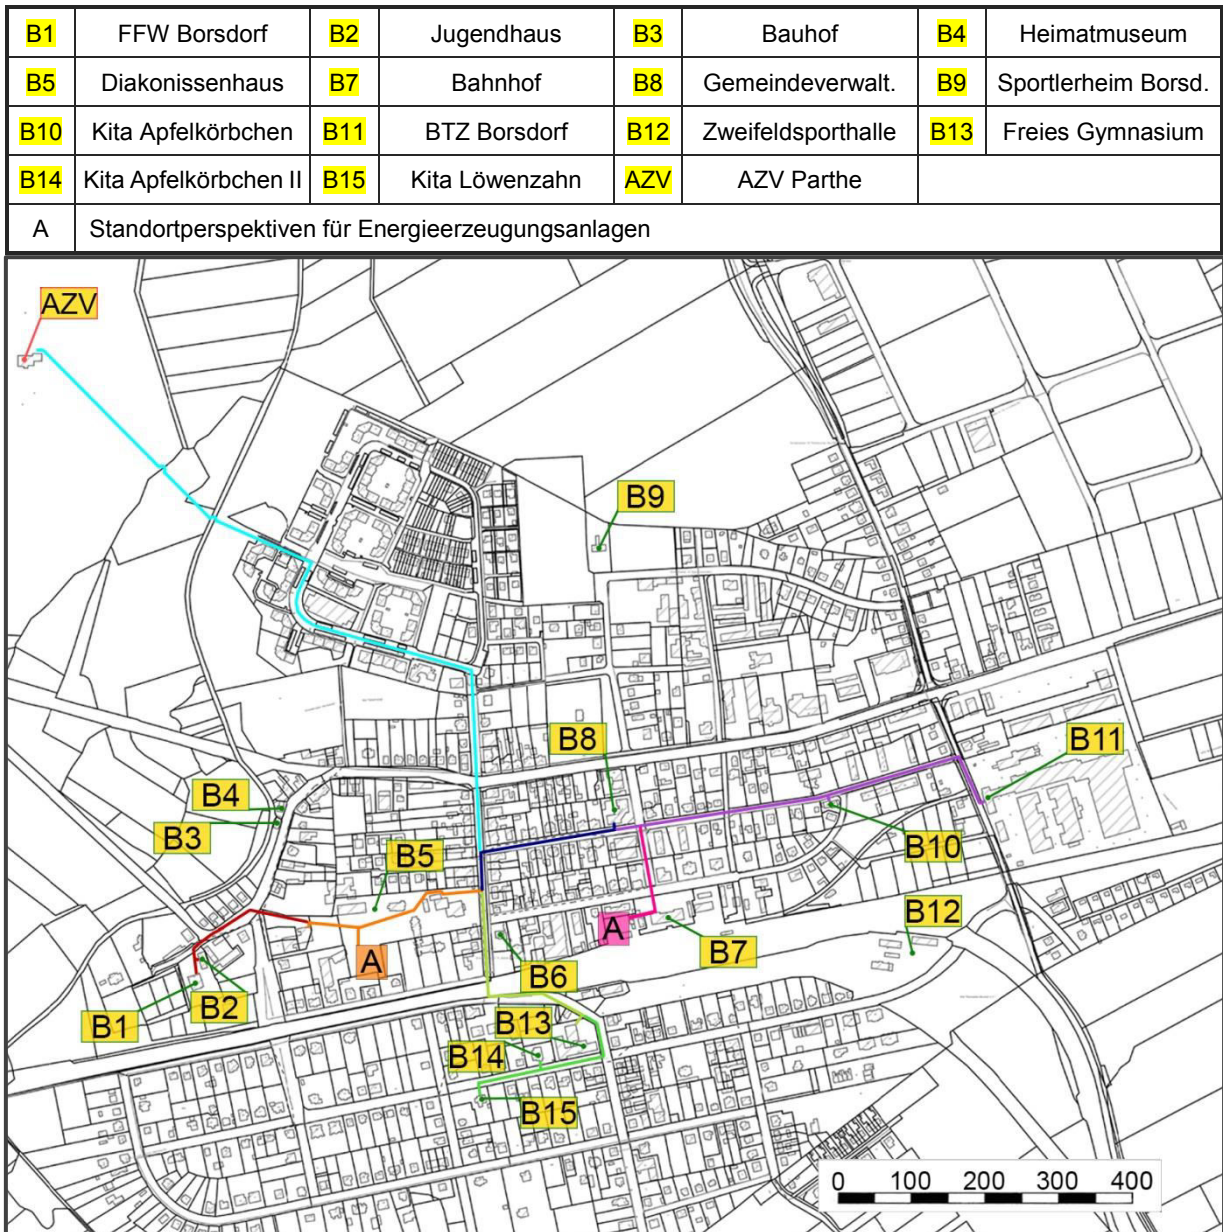 B1 FFW Borsdorf B2 Jugendhaus B3 Bauhof B4 Heimatmuseum
B5 Diakonissenhaus B7 Bahnhof B8 Gemeindeverwalt. B9 Sportlerheim Borsd.
B10 Kita Apfelkörbchen B11 BTZ Borsdorf B12 Zweifeldsporthalle B13 Freies Gymnasium
B14 Kita Apfelkörbchen II B15 Kita Löwenzahn AZV AZV Parthe
A Standortperspektiven für Energieerzeugungsanlagen
AZV
B9
B8
B11
B4
B3
B5
B10
B12
A
A
B7
B6
B2
B1
B13
B14
B15
0 100 200 300 400